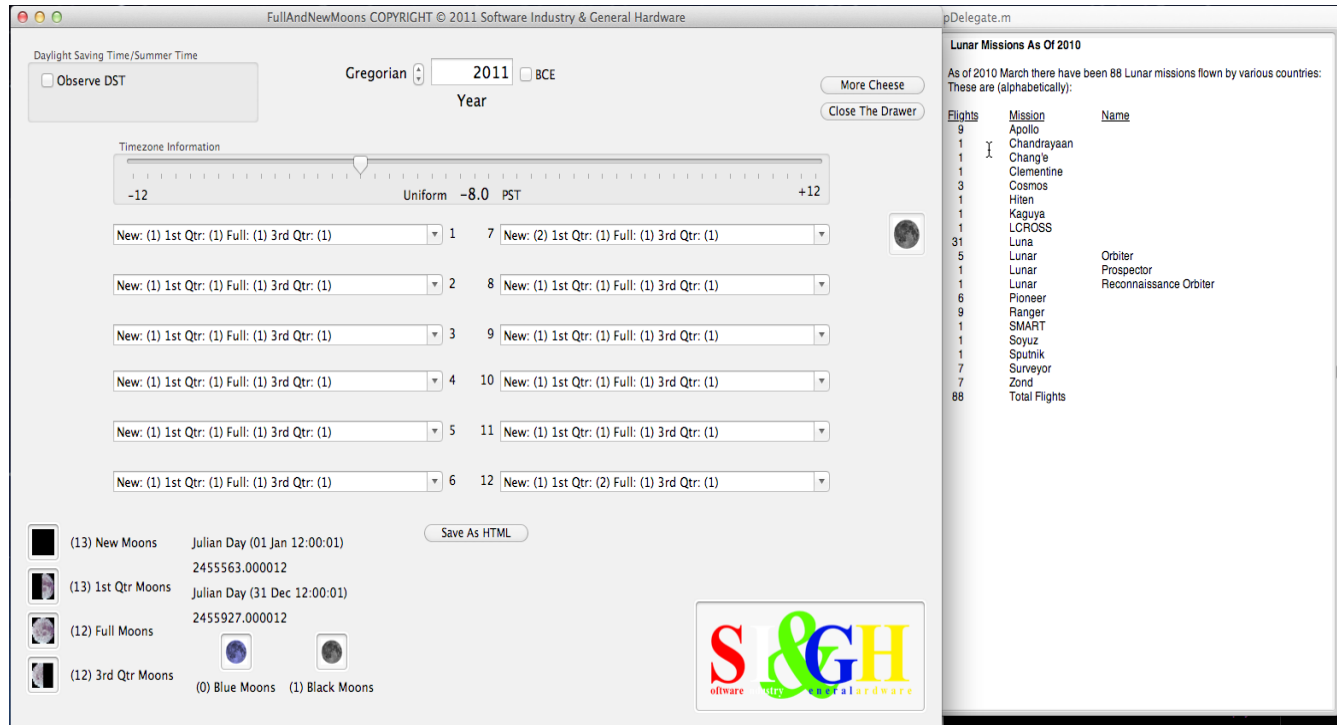 FullAndNewMoons COPYRIGHT © 2011 Software Industry & General Hardware
Daylight Saving Time/Summer Time
Observe DST
Gregorian 2011 BCE
Year
More Cheese
Close The Drawer
Timezone Information
-12 Uniform -8.0 PST +12
New: (1) 1st Qtr: (1) Full: (1) 3rd Qtr: (1) 1 7 New: (2) 1st Qtr: (1) Full: (1) 3rd Qtr: (1)
New: (1) 1st Qtr: (1) Full: (1) 3rd Qtr: (1) 2 8 New: (1) 1st Qtr: (1) Full: (1) 3rd Qtr: (1)
New: (1) 1st Qtr: (1) Full: (1) 3rd Qtr: (1) 3 9 New: (1) 1st Qtr: (1) Full: (1) 3rd Qtr: (1)
New: (1) 1st Qtr: (1) Full: (1) 3rd Qtr: (1) 4 10 New: (1) 1st Qtr: (1) Full: (1) 3rd Qtr: (1)
New: (1) 1st Qtr: (1) Full: (1) 3rd Qtr: (1) 5 11 New: (1) 1st Qtr: (1) Full: (1) 3rd Qtr: (1)
New: (1) 1st Qtr: (1) Full: (1) 3rd Qtr: (1) 6 12 New: (1) 1st Qtr: (2) Full: (1) 3rd Qtr: (1)
Save As HTML
(13) New Moons
(13) 1st Qtr Moons
(12) Full Moons
(12) 3rd Qtr Moons
Julian Day (01 Jan 12:00:01)
2455563.000012
Julian Day (31 Dec 12:00:01)
2455927.000012
(0) Blue Moons (1) Black Moons
SI&GH
oftware stry eneral ardware
pDelegate.m
Lunar Missions As Of 2010
As of 2010 March there have been 88 Lunar missions flown by various countries:
These are (alphabetically):
Flights Mission Name
9 Apollo
1 Chandrayaan
1 Chang'e
1 Clementine
3 Cosmos
1 Hiten
1 Kaguya
1 LCROSS
31 Luna
5 Lunar Orbiter
1 Lunar Prospector
1 Lunar Reconnaissance Orbiter
6 Pioneer
9 Ranger
1 SMART
1 Soyuz
1 Sputnik
7 Surveyor
7 Zond
88 Total Flights